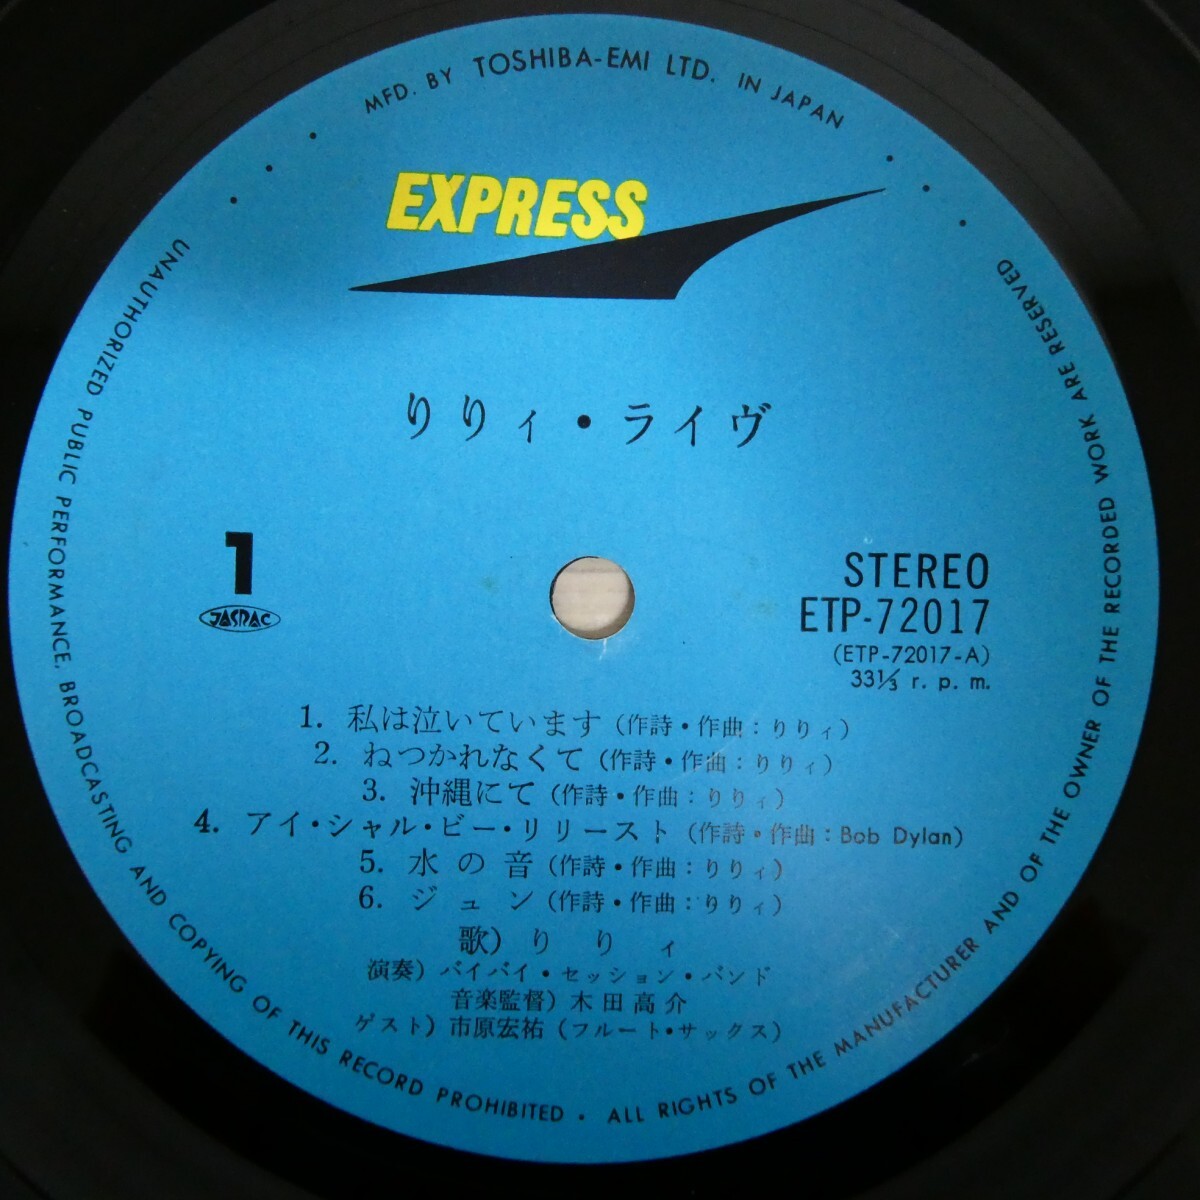 MFD. BY TOSHIBA-EMI LTD. IN JAPAN
EXPRESS
りりィ・ライヴ
1
JASRAC
STEREO
ETP-72017
(ETP-72017-A)
33⅓ r. p. m.
1. 私は泣いています (作詩・作曲：りりィ)
2. ねつかれなくて (作詩・作曲：りりィ)
3. 沖縄にて (作詩・作曲：りりィ)
4. アイ・シャル・ビー・リリースト (作詩・作曲：Bob Dylan)
5. 水の音 (作詩・作曲：りりィ)
6. ジュン (作詩・作曲：りりィ)
歌) りりィ
演奏) バイバイ・セッション・バンド
音楽監督) 木田高介
ゲスト) 市原宏祐 (フルート・サックス)
UNAUTHORIZED PUBLIC PERFORMANCE, BROADCASTING AND COPYING OF THIS RECORD PROHIBITED • ALL RIGHTS OF THE MANUFACTURER AND OF THE OWNER OF THE RECORDED WORK ARE RESERVED